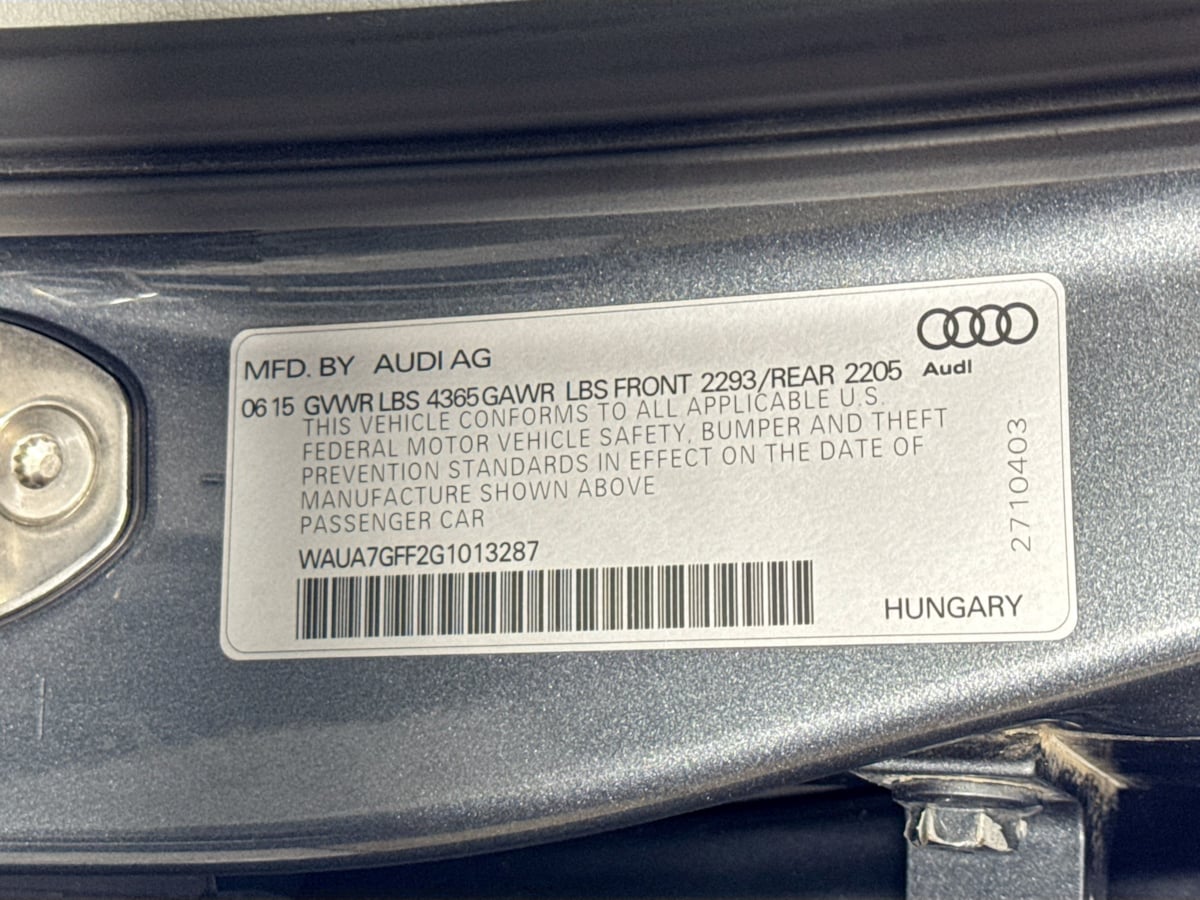 MFD. BY AUDI AG
Audi
06 15 GVWR LBS 4365 GAWR LBS FRONT 2293/REAR 2205
THIS VEHICLE CONFORMS TO ALL APPLICABLE U.S.
FEDERAL MOTOR VEHICLE SAFETY, BUMPER AND THEFT
PREVENTION STANDARDS IN EFFECT ON THE DATE OF
MANUFACTURE SHOWN ABOVE
PASSENGER CAR
WAUA7GFF2G1013287
HUNGARY
2710403